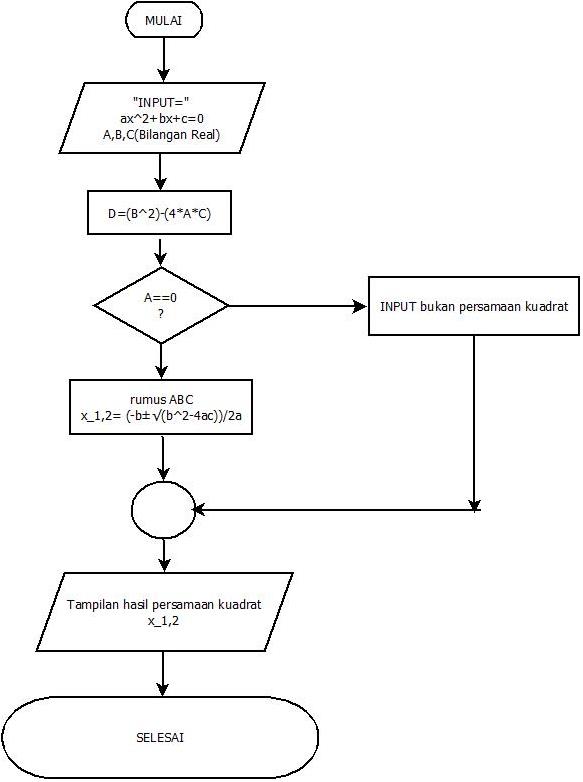 MULAI
"INPUT="
ax^2+bx+c=0
A,B,C(Bilangan Real)
D=(B^2)-(4*A*C)
A==0
?
INPUT bukan persamaan kuadrat
rumus ABC
x_1,2= (-b±√(b^2-4ac))/2a
Tampilan hasil persamaan kuadrat
x_1,2
SELESAI